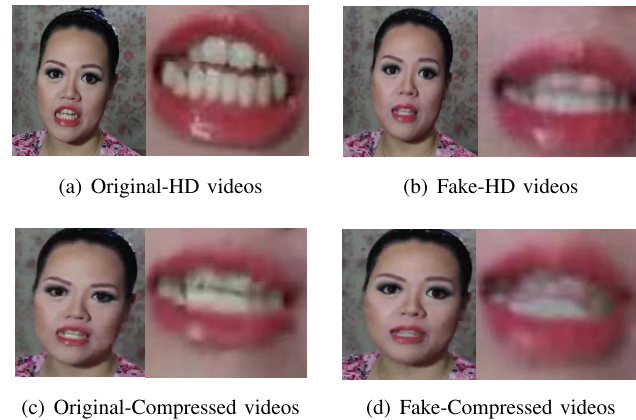 (a) Original-HD videos
(b) Fake-HD videos
(c) Original-Compressed videos
(d) Fake-Compressed videos